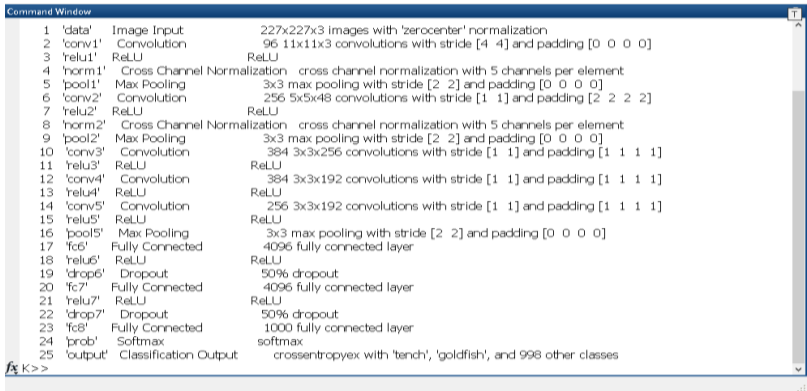 Command Window
1 'data' Image Input 227x227x3 images with 'zerocenter' normalization
2 'conv1' Convolution 96 11x11x3 convolutions with stride [4 4] and padding [0 0 0 0]
3 'relu1' ReLU ReLU
4 'norm1' Cross Channel Normalization cross channel normalization with 5 channels per element
5 'pool1' Max Pooling 3x3 max pooling with stride [2 2] and padding [0 0 0 0]
6 'conv2' Convolution 256 5x5x48 convolutions with stride [1 1] and padding [2 2 2 2]
7 'relu2' ReLU ReLU
8 'norm2' Cross Channel Normalization cross channel normalization with 5 channels per element
9 'pool2' Max Pooling 3x3 max pooling with stride [2 2] and padding [0 0 0 0]
10 'conv3' Convolution 384 3x3x256 convolutions with stride [1 1] and padding [1 1 1 1]
11 'relu3' ReLU ReLU
12 'conv4' Convolution 384 3x3x192 convolutions with stride [1 1] and padding [1 1 1 1]
13 'relu4' ReLU ReLU
14 'conv5' Convolution 256 3x3x192 convolutions with stride [1 1] and padding [1 1 1 1]
15 'relu5' ReLU ReLU
16 'pool5' Max Pooling 3x3 max pooling with stride [2 2] and padding [0 0 0 0]
17 'fc6' Fully Connected 4096 fully connected layer
18 'relu6' ReLU ReLU
19 'drop6' Dropout 50% dropout
20 'fc7' Fully Connected 4096 fully connected layer
21 'relu7' ReLU ReLU
22 'drop7' Dropout 50% dropout
23 'fc8' Fully Connected 1000 fully connected layer
24 'prob' Softmax softmax
25 'output' Classification Output crossentropyex with 'tench', 'goldfish', and 998 other classes
fx K>>